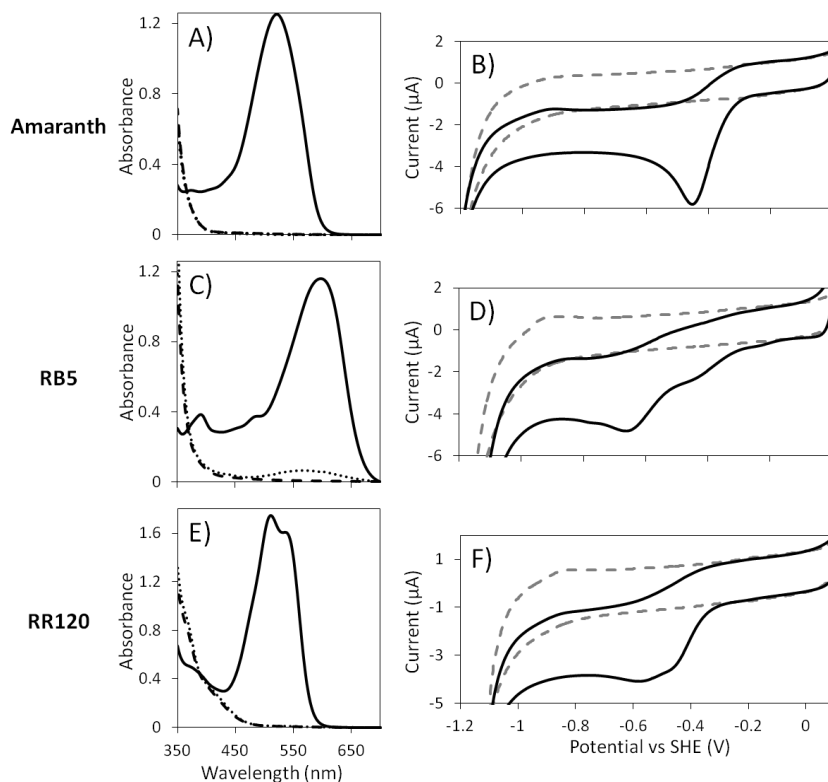 A)
1.2
0.8
0.4
0
Absorbance
Amaranth
B)
2
0
-2
-4
-6
Current (µA)
C)
1.2
0.8
0.4
0
Absorbance
RB5
D)
2
0
-2
-4
-6
Current (µA)
E)
1.6
1.2
0.8
0.4
0
Absorbance
RR120
350 450 550 650
Wavelength (nm)
F)
1
-1
-3
-5
Current (µA)
-1.2 -1 -0.8 -0.6 -0.4 -0.2 0
Potential vs SHE (V)